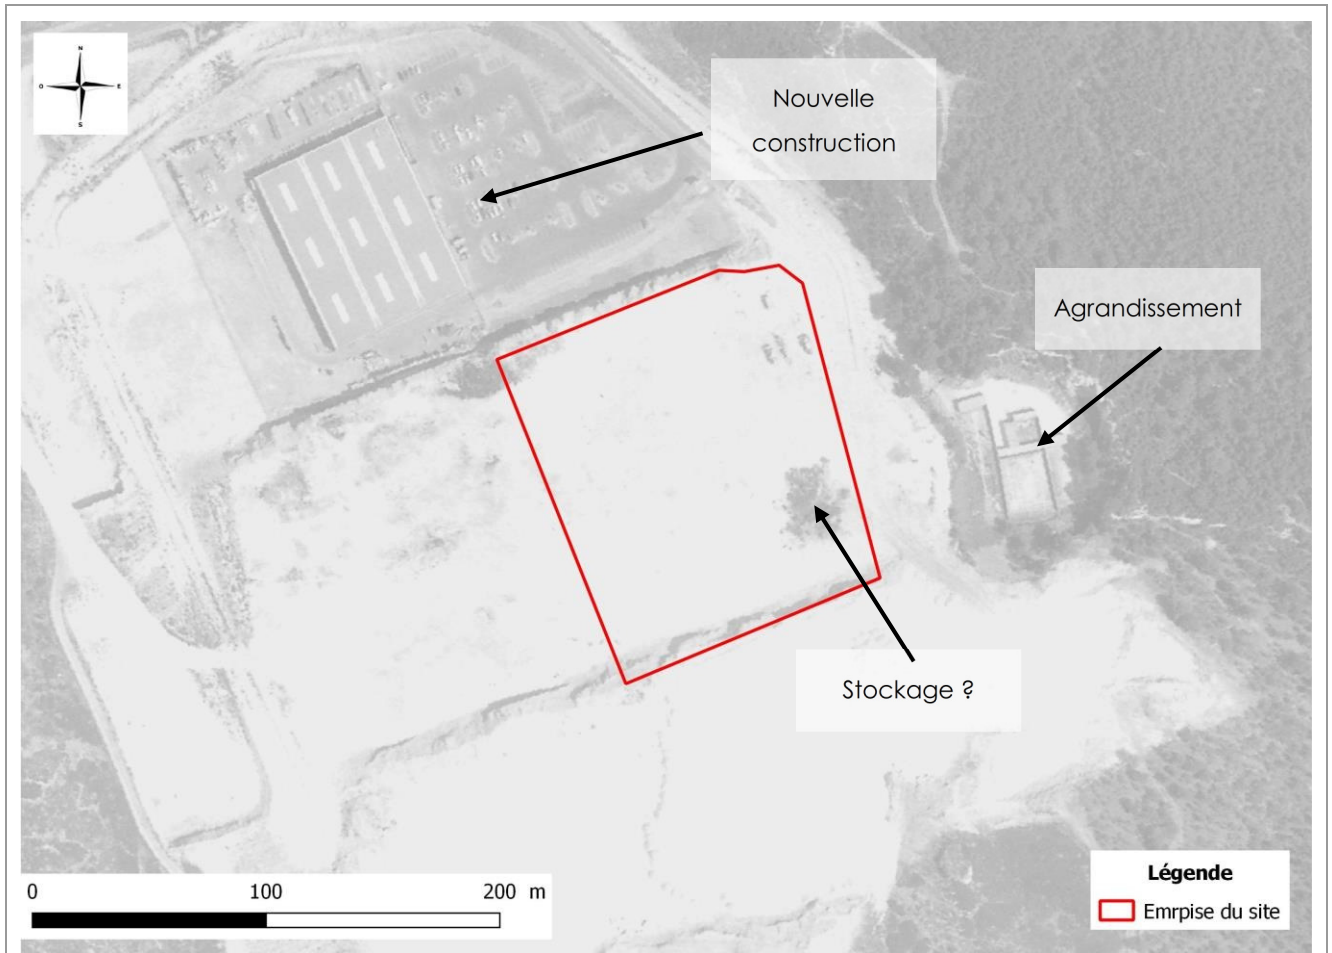 N
O E
S
Nouvelle
construction
Agrandissement
Stockage ?
0 100 200 m
Légende
Emrpise du site